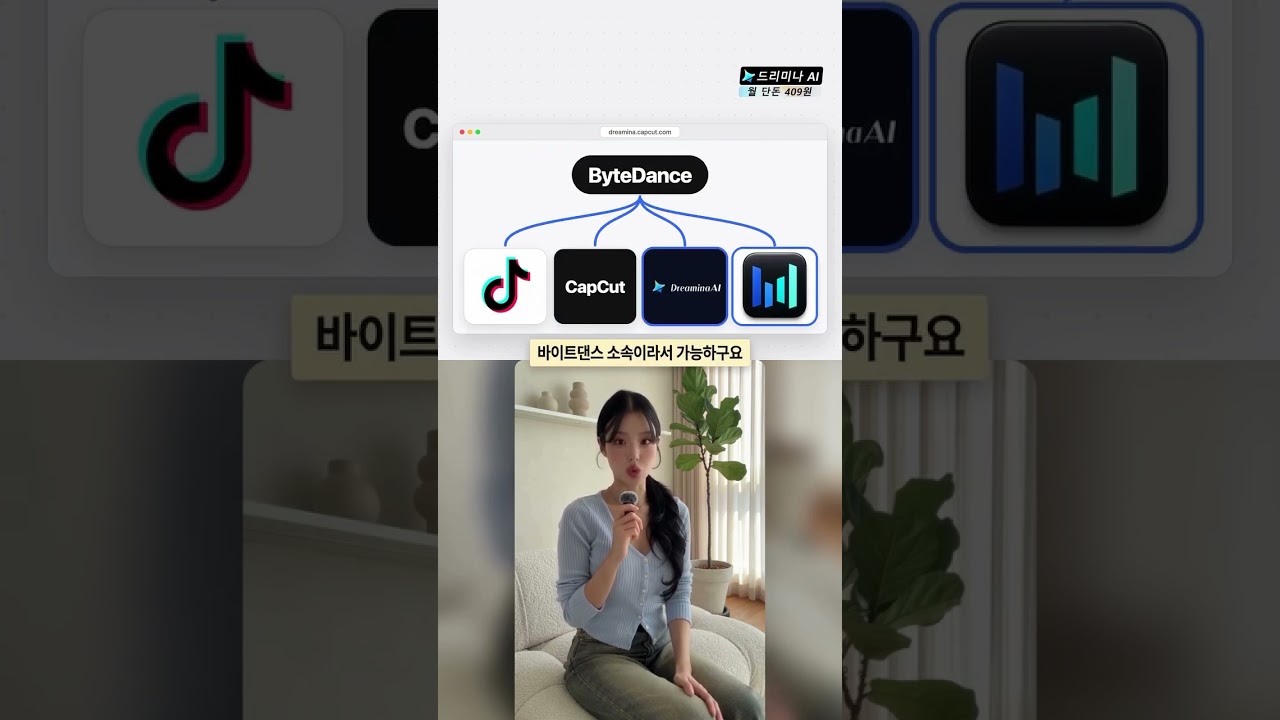 드리미나 AI
월 단돈 409원
dreamina.capcut.com
ByteDance
CapCut
DreaminaAI
바이트댄스 소속이라서 가능하구요